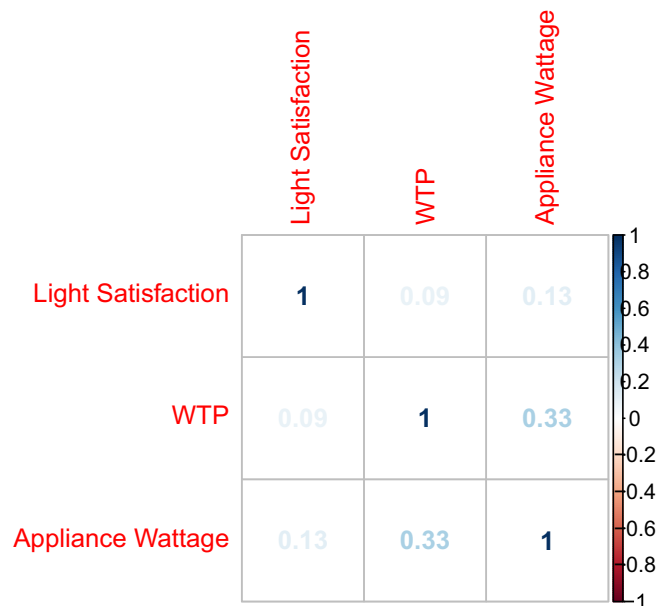 Light Satisfaction
WTP
Appliance Wattage
Light Satisfaction 1 0.09 0.13
WTP 0.09 1 0.33
Appliance Wattage 0.13 0.33 1
1
0.8
0.6
0.4
0.2
0
-0.2
-0.4
-0.6
-0.8
-1